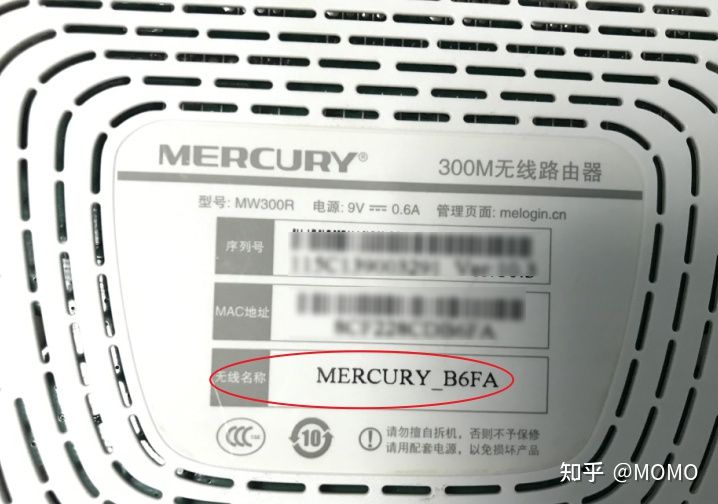 MERCURY® 300M无线路由器
型号: MW300R 电源: 9V ⎓ 0.6A 管理页面: melogin.cn
序列号
MAC地址
无线名称 MERCURY_B6FA
CCC
10
请勿擅自拆机，否则不予保修
请用配套电源，以免损坏产品
知乎 @MOMO